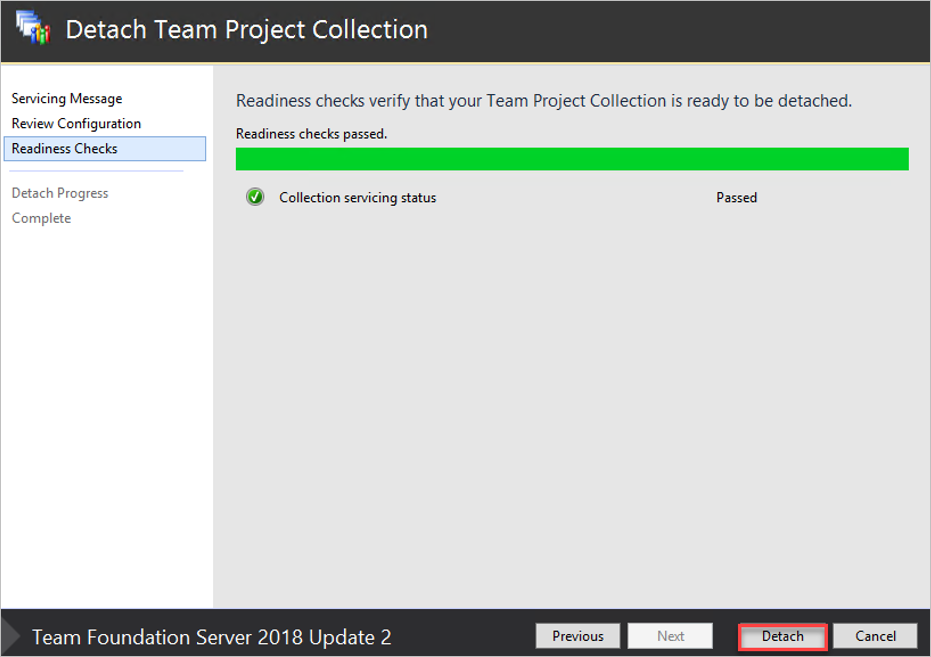 Detach Team Project Collection
Servicing Message
Review Configuration
Readiness Checks
Detach Progress
Complete
Readiness checks verify that your Team Project Collection is ready to be detached.
Readiness checks passed.
Collection servicing status Passed
Team Foundation Server 2018 Update 2
Previous Next Detach Cancel